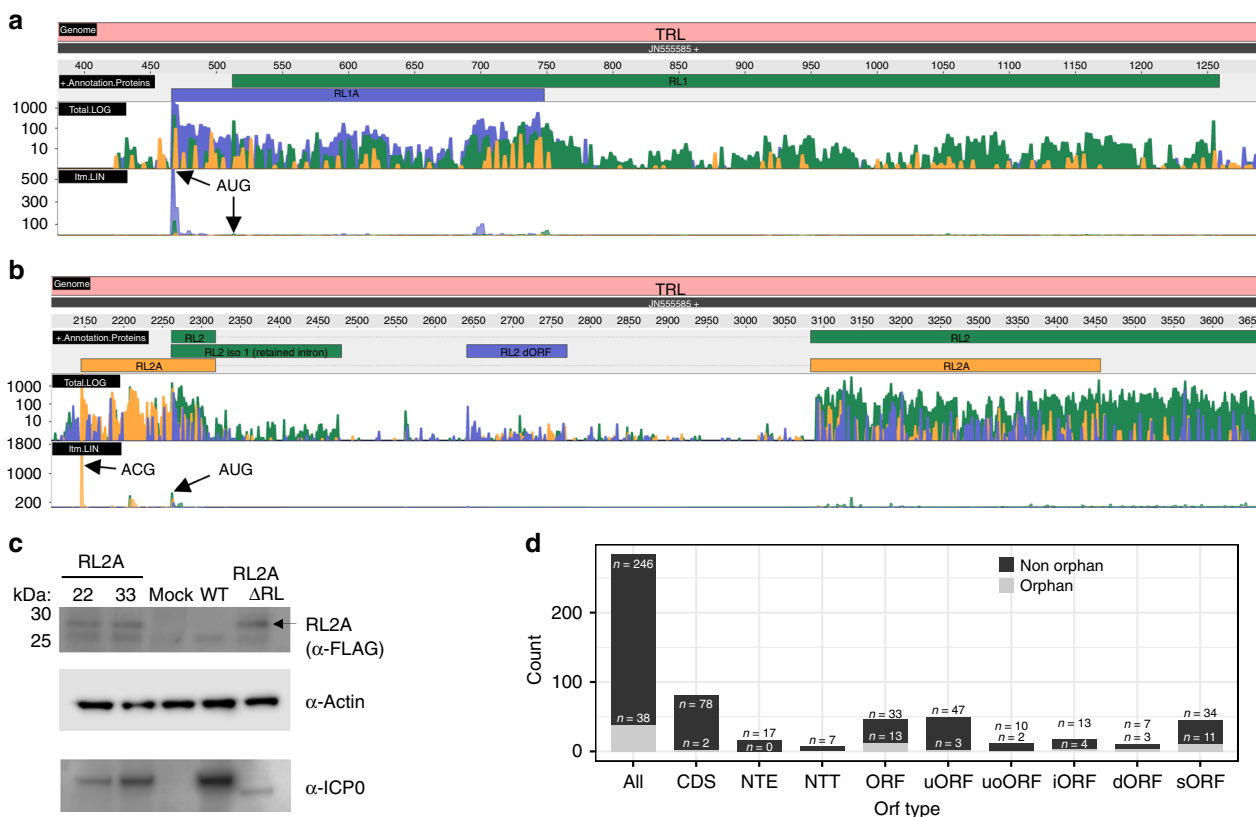 a
Genome
TRL
JN555585 +
400 450 500 550 600 650 700 750 800 850 900 950 1000 1050 1100 1150 1200 1250
+.Annotation.Proteins
RL1
RL1A
1000
Total.LOG
100
10
500
Itm.LIN
AUG
300
100
b
Genome
TRL
JN555585 +
2150 2200 2250 2300 2350 2400 2450 2500 2550 2600 2650 2700 2750 2800 2850 2900 2950 3000 3050 3100 3150 3200 3250 3300 3350 3400 3450 3500 3550 3600 365
+.Annotation.Proteins
RL2
RL2
RL2 iso 1 (retained intron)
RL2 dORF
RL2A
RL2A
1000
Total.LOG
100
10
1800
Itm.LIN
ACG
AUG
1000
200
c
RL2A
RL2A
kDa: 22 33 Mock WT ΔRL
30
25
RL2A
(α-FLAG)
α-Actin
α-ICP0
d
Count
200
100
0
Non orphan
Orphan
n = 246
n = 38
n = 78
n = 2
n = 17
n = 0
n = 7
n = 33
n = 13
n = 47
n = 3
n = 10
n = 2
n = 13
n = 4
n = 7
n = 3
n = 34
n = 11
All CDS NTE NTT ORF uORF uoORF iORF dORF sORF
Orf type